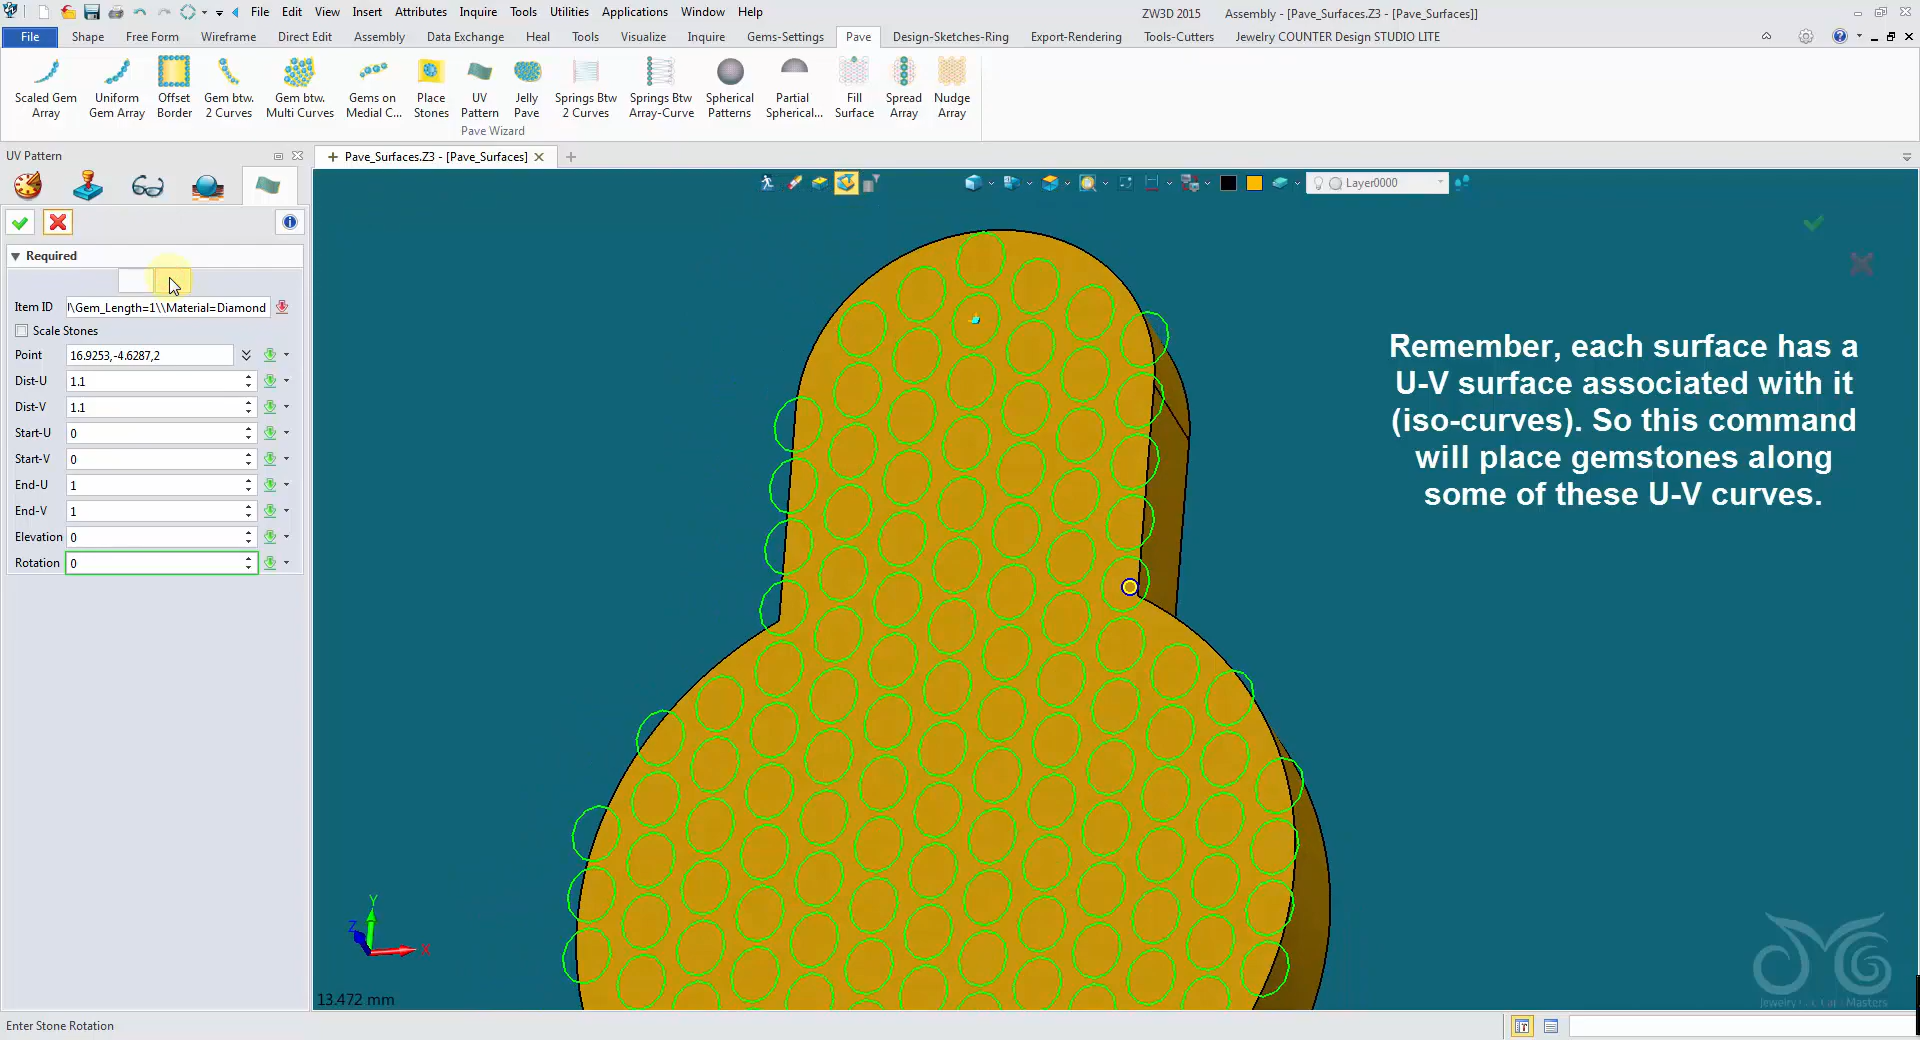 File Edit View Insert Attributes Inquire Tools Utilities Applications Window Help
ZW3D 2015 Assembly - [Pave_Surfaces.Z3 - [Pave_Surfaces]]
File Shape Free Form Wireframe Direct Edit Assembly Data Exchange Heal Tools Visualize Inquire Gems-Settings Pave Design-Sketches-Ring Export-Rendering Tools-Cutters Jewelry COUNTER Design STUDIO LITE
Scaled Gem Array
Uniform Gem Array
Offset Border
Gem btw. 2 Curves
Gem btw. Multi Curves
Gems on Medial C...
Place Stones
UV Pattern
Jelly Pave
Springs Btw 2 Curves
Springs Btw Array-Curve
Spherical Patterns
Partial Spherical...
Fill Surface
Spread Array
Nudge Array
Pave Wizard
UV Pattern
Pave_Surfaces.Z3 - [Pave_Surfaces]
Layer0000
Required
Item ID \Gem_Length=1\\Material=Diamond
Scale Stones
Point 16.9253,-4.6287,2
Dist-U 1.1
Dist-V 1.1
Start-U 0
Start-V 0
End-U 1
End-V 1
Elevation 0
Rotation 0
Remember, each surface has a
U-V surface associated with it
(iso-curves). So this command
will place gemstones along
some of these U-V curves.
Y
Z
X
13.472 mm
Jewelry
Masters
Enter Stone Rotation